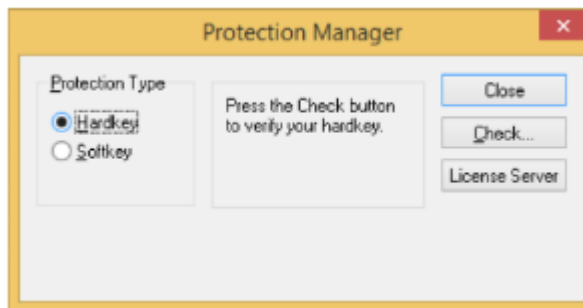 Protection Manager
Protection Type
Hardkey
Softkey
Press the Check button
to verify your hardkey.
Close
Check...
License Server